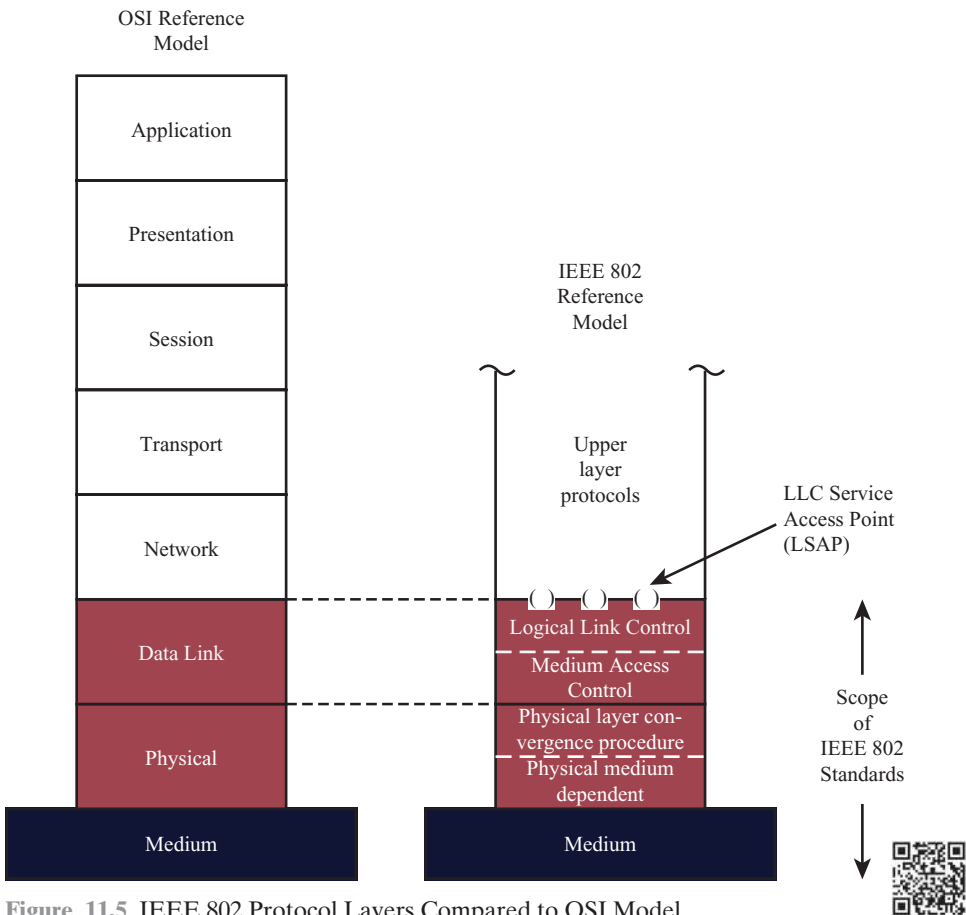 OSI Reference
Model
Application
Presentation
Session
Transport
Network
Data Link
Physical
Medium
IEEE 802
Reference
Model
Upper
layer
protocols
LLC Service
Access Point
(LSAP)
Logical Link Control
Medium Access
Control
Physical layer con-
vergence procedure
Physical medium
dependent
Medium
Scope
of
IEEE 802
Standards
Figure 11.5 IEEE 802 Protocol Layers Compared to OSI Model